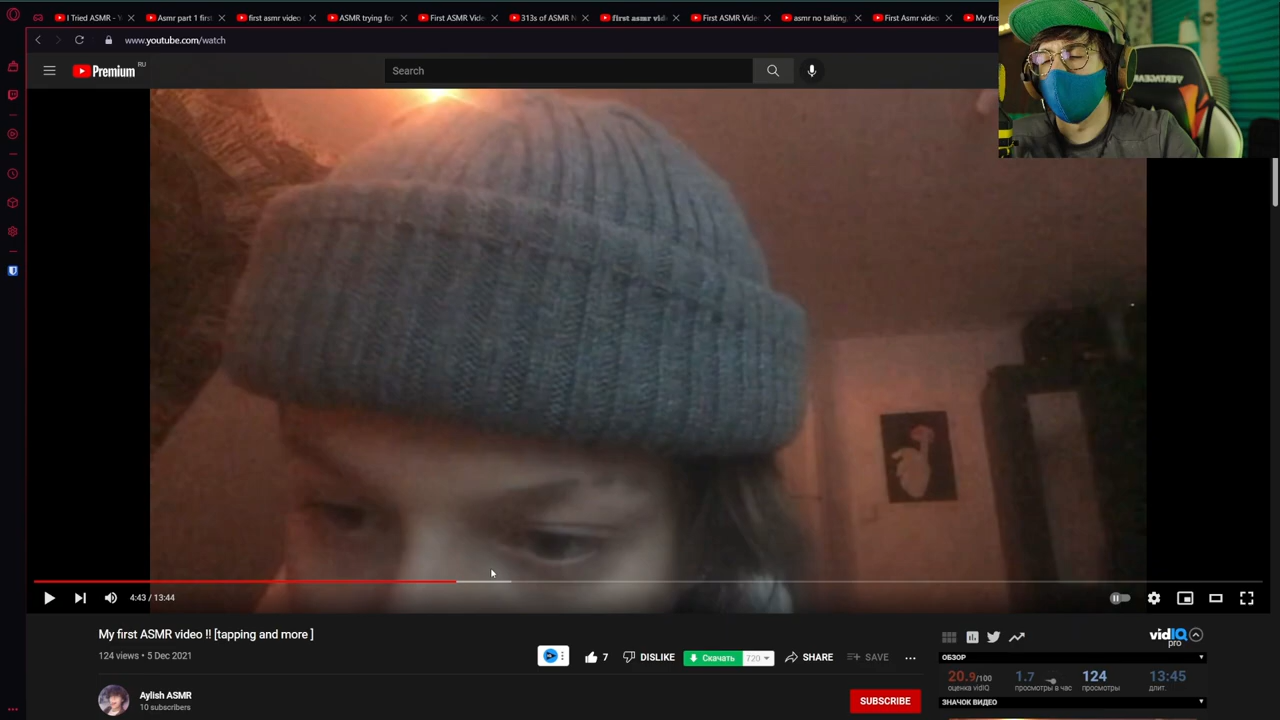 I Tried ASMR - 
Asmr part 1 first
first asmr video
ASMR trying for
First ASMR Vide
313s of ASMR N
first asmr vid
First ASMR Vide
asmr no talking
First Asmr video
My firs
www.youtube.com/watch
Premium RU
Search
VERTAGEAR
4:43 / 13:44
My first ASMR video !! [tapping and more ]
124 views • 5 Dec 2021
7
DISLIKE
Скачать 720
SHARE
SAVE
vidIQ
pro
ОБЗОР
20.9/100
1.7
124
13:45
оценка vidIQ
просмотры в час
просмотры
длит.
ЗНАЧОК ВИДЕО
Aylish ASMR
10 subscribers
SUBSCRIBE